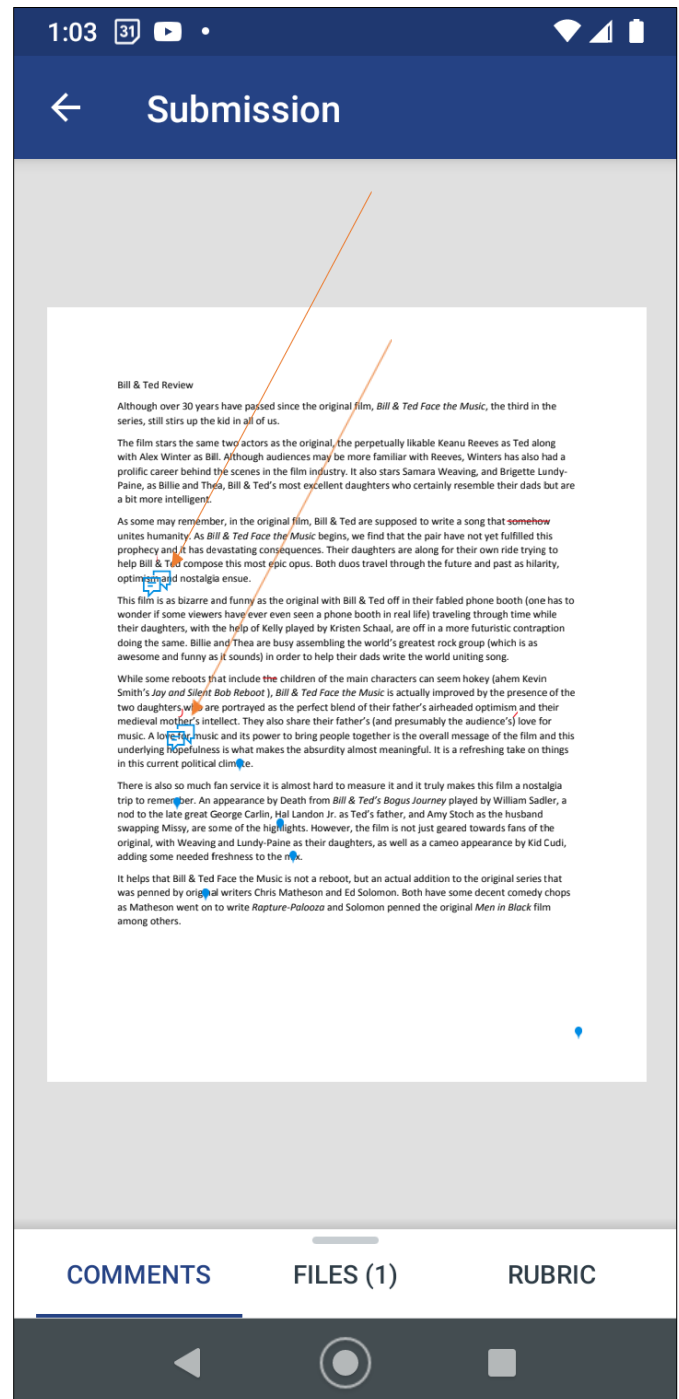 1:03 31
Submission
Bill & Ted Review
Although over 30 years have passed since the original film, Bill & Ted Face the Music, the third in the
series, still stirs up the kid in all of us.
The film stars the same two actors as the original, the perpetually likable Keanu Reeves as Ted along
with Alex Winter as Bill. Although audiences may be more familiar with Reeves, Winters has also had a
prolific career behind the scenes in the film industry. It also stars Samara Weaving, and Brigette Lundy-
Paine, as Billie and Thea, Bill & Ted's most excellent daughters who certainly resemble their dads but are
a bit more intelligent.
As some may remember, in the original film, Bill & Ted are supposed to write a song that somehow
unites humanity. As Bill & Ted Face the Music begins, we find that the pair have not yet fulfilled this
prophecy and it has devastating consequences. Their daughters are along for their own ride trying to
help Bill & Ted compose this most epic opus. Both duos travel through the future and past as hilarity,
optimism and nostalgia ensue.
This film is as bizarre and funny as the original with Bill & Ted off in their fabled phone booth (one has to
wonder if some viewers have ever even seen a phone booth in real life) traveling through time while
their daughters, with the help of Kelly played by Kristen Schaal, are off in a more futuristic contraption
doing the same. Billie and Thea are busy assembling the world's greatest rock group (which is as
awesome and funny as it sounds) in order to help their dads write the world uniting song.
While some reboots that include the children of the main characters can seem hokey (ahem Kevin
Smith's Jay and Silent Bob Reboot ), Bill & Ted Face the Music is actually improved by the presence of the
two daughters who are portrayed as the perfect blend of their father's airheaded optimism and their
medieval mother's intellect. They also share their father's (and presumably the audience's) love for
music. A love for music and its power to bring people together is the overall message of the film and this
underlying hopefulness is what makes the absurdity almost meaningful. It is a refreshing take on things
in this current political climate.
There is also so much fan service it is almost hard to measure it and it truly makes this film a nostalgia
trip to remember. An appearance by Death from Bill & Ted's Bogus Journey played by William Sadler, a
nod to the late great George Carlin, Hal Landon Jr. as Ted's father, and Amy Stoch as the husband
swapping Missy, are some of the highlights. However, the film is not just geared towards fans of the
original, with Weaving and Lundy-Paine as their daughters, as well as a cameo appearance by Kid Cudi,
adding some needed freshness to the mix.
It helps that Bill & Ted Face the Music is not a reboot, but an actual addition to the original series that
was penned by original writers Chris Matheson and Ed Solomon. Both have some decent comedy chops
as Matheson went on to write Rapture-Palooza and Solomon penned the original Men in Black film
among others.
COMMENTS FILES (1) RUBRIC